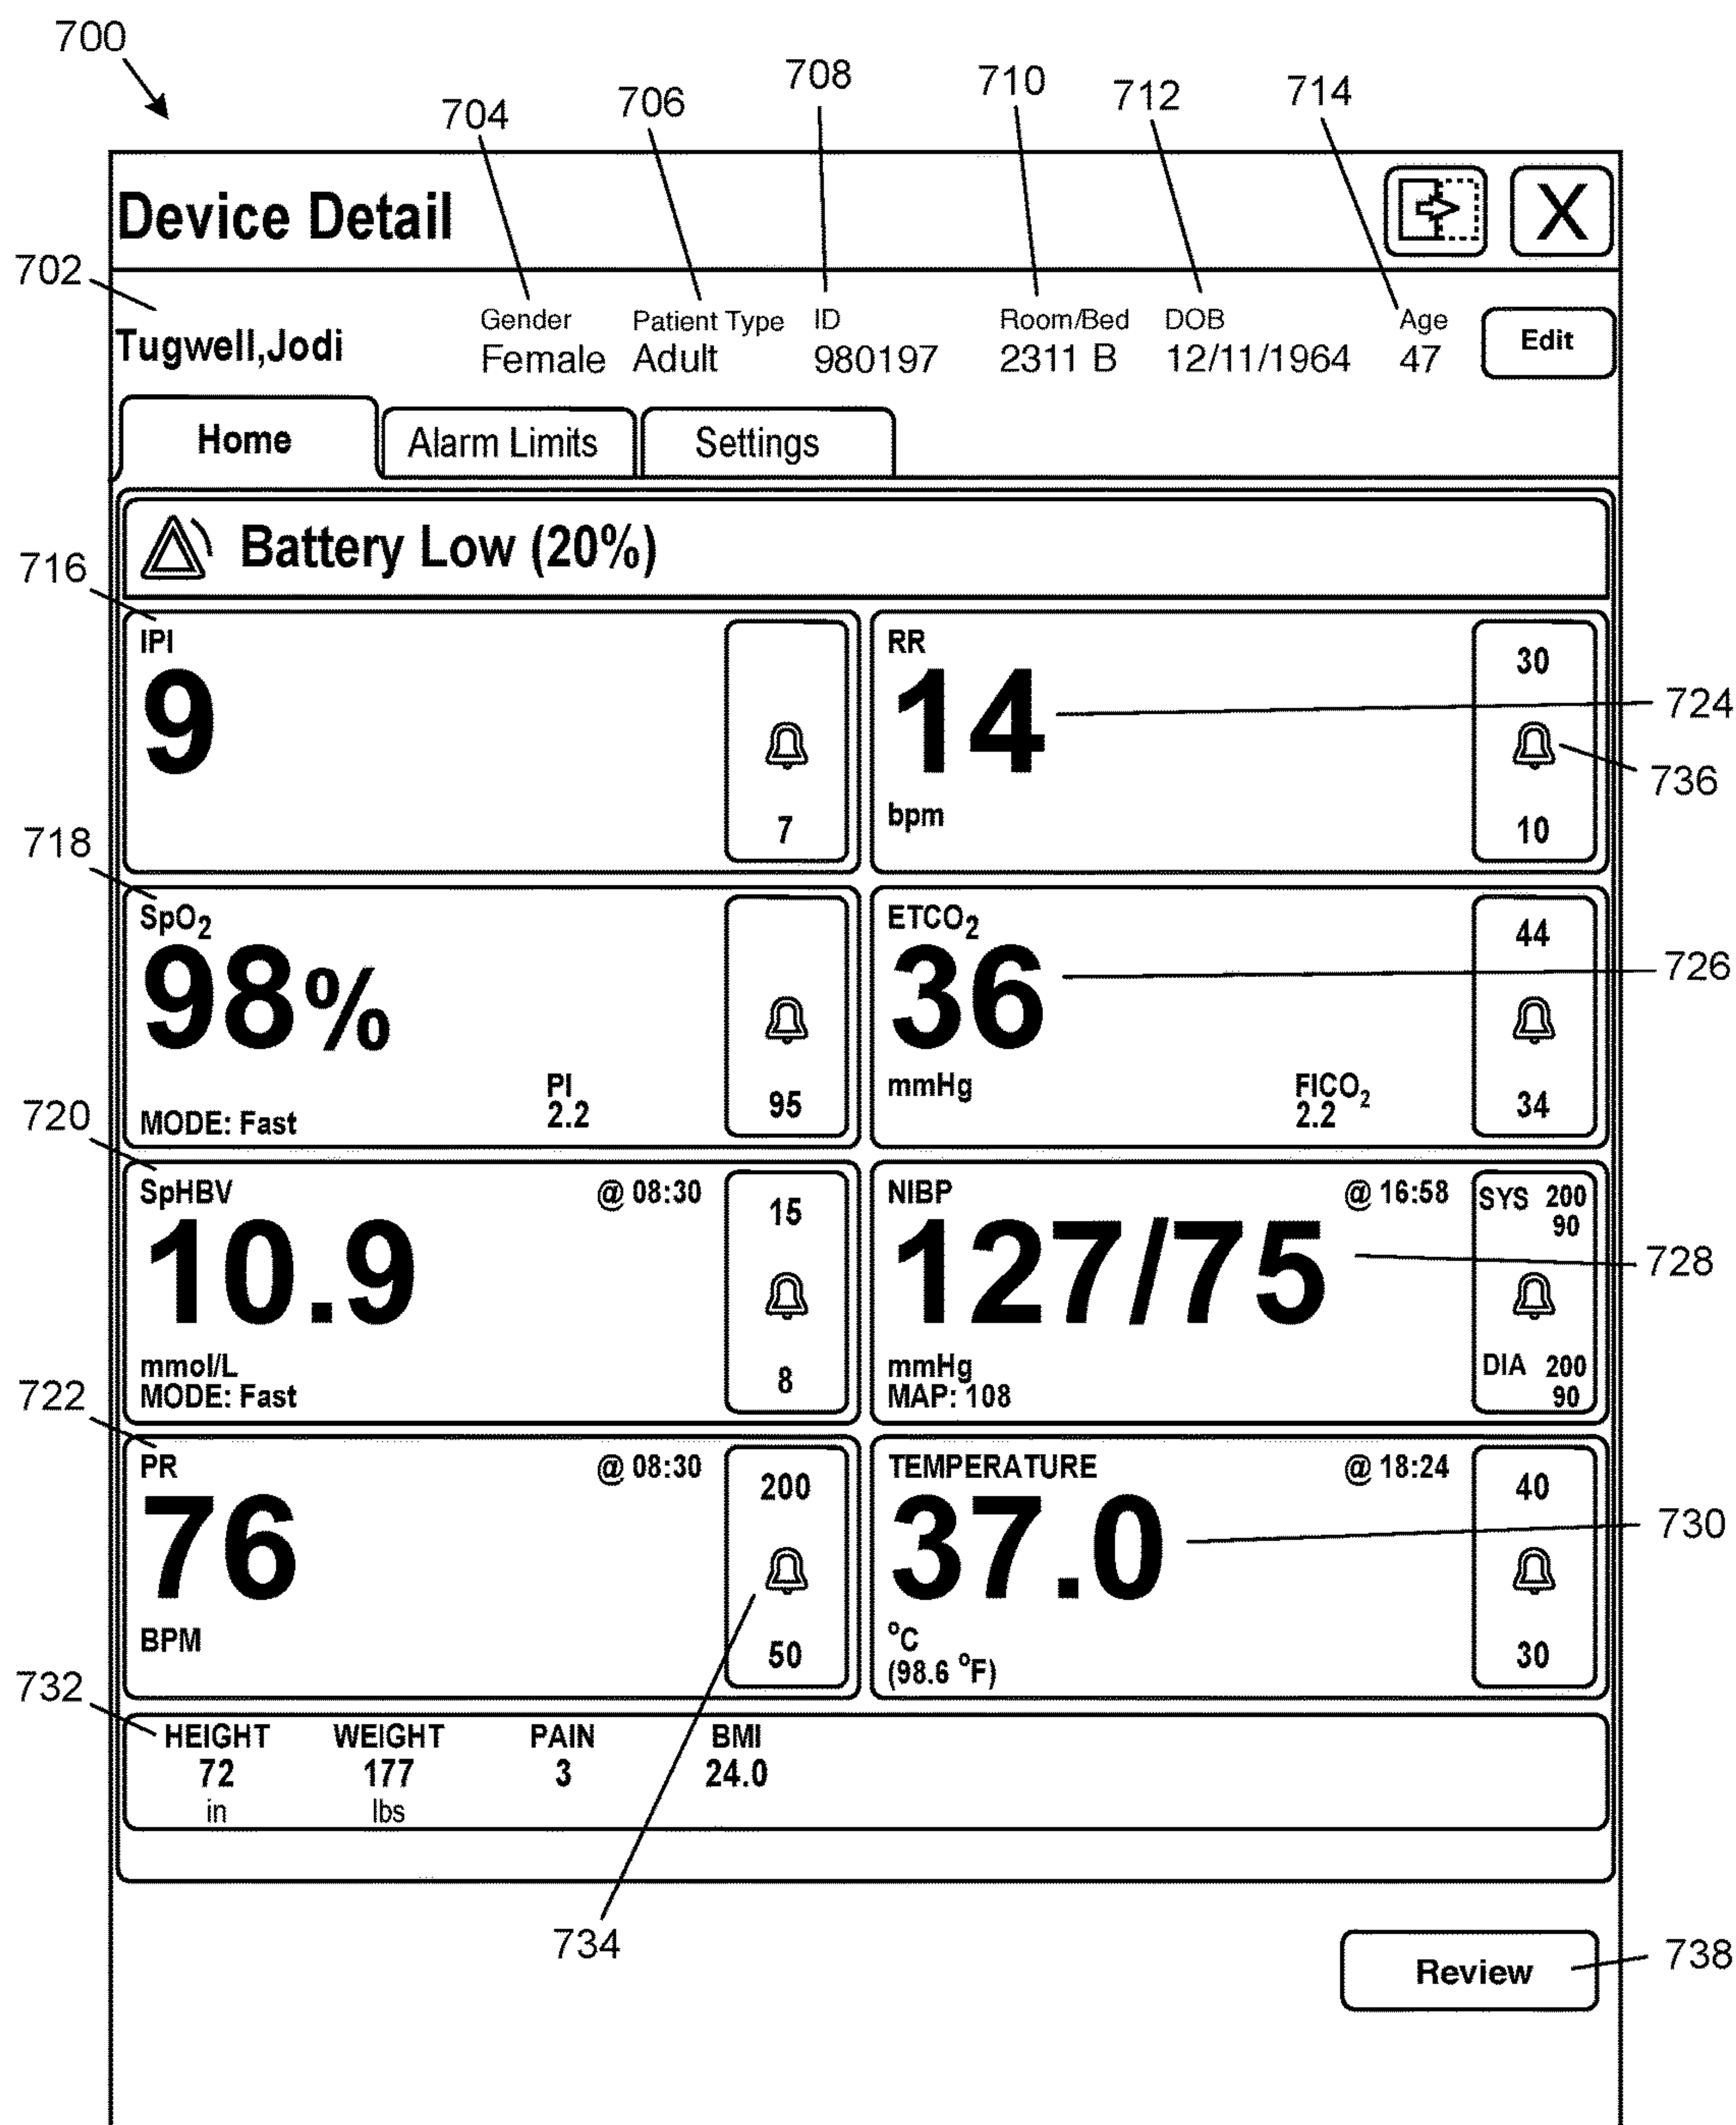 700
704 706 708 710 712 714
Device Detail X
702
Gender Patient Type ID Room/Bed DOB Age
Tugwell,Jodi Female Adult 980197 2311 B 12/11/1964 47 Edit
Home Alarm Limits Settings
Battery Low (20%)
716
IPI
9
7
RR
14
bpm
30
10
724
736
718
SpO2
98%
MODE: Fast
PI
2.2
95
ETCO2
36
mmHg
FICO2
2.2
44
34
726
720
SpHBV @ 08:30
10.9
mmol/L
MODE: Fast
15
8
NIBP @ 16:58
127/75
mmHg
MAP: 108
SYS 200
90
DIA 200
90
728
722
PR @ 08:30
76
BPM
200
50
TEMPERATURE @ 18:24
37.0
°C
(98.6 °F)
40
30
730
732
HEIGHT WEIGHT PAIN BMI
72 177 3 24.0
in lbs
734
Review
738